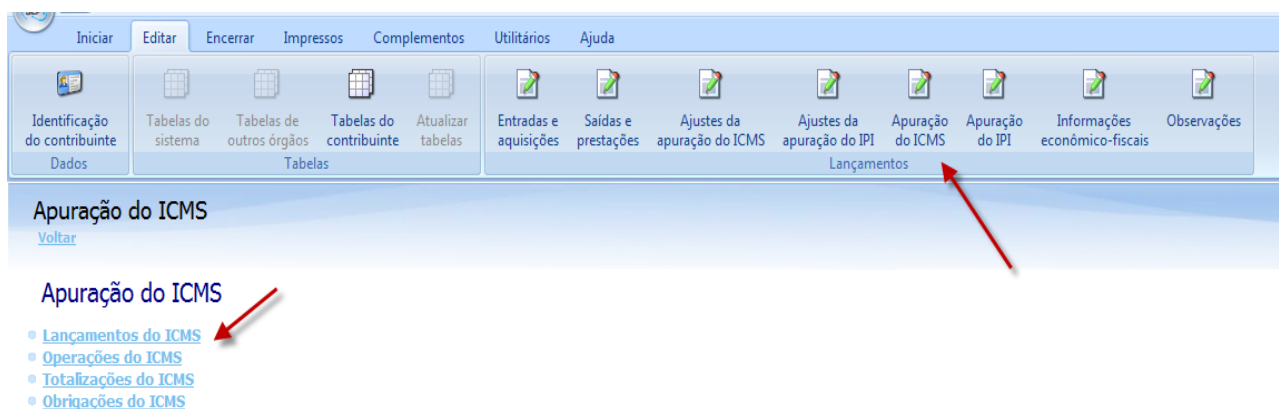 Iniciar Editar Encerrar Impressos Complementos Utilitários Ajuda
Identificação do contribuinte
Tabelas do sistema
Tabelas de outros órgãos
Tabelas do contribuinte
Atualizar tabelas
Entradas e aquisições
Saídas e prestações
Ajustes da apuração do ICMS
Ajustes da apuração do IPI
Apuração do ICMS
Apuração do IPI
Informações econômico-fiscais
Observações
Dados Tabelas Lançamentos
Apuração do ICMS
Voltar
Apuração do ICMS
Lançamentos do ICMS
Operações do ICMS
Totalizações do ICMS
Obrigações do ICMS